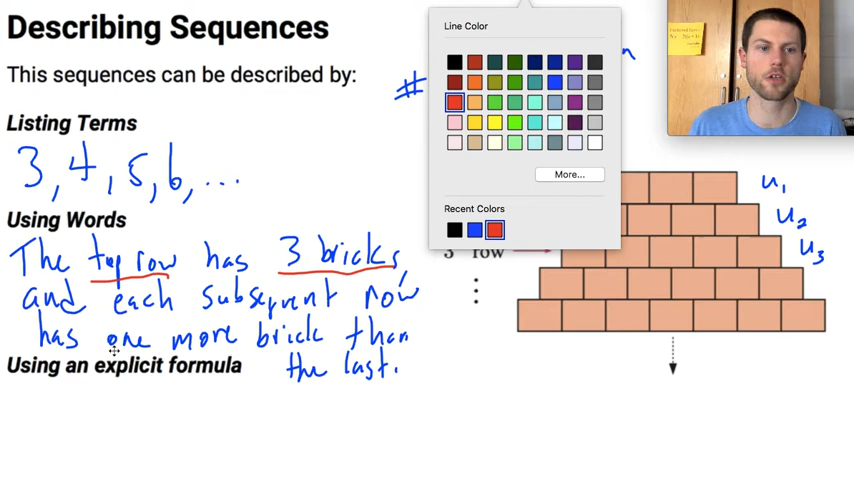 Describing Sequences
This sequences can be described by:
Listing Terms
3, 4, 5, 6, ...
Using Words
The top row has 3 bricks,
and each subsequent row
has one more brick than
the last.
Using an explicit formula
Line Color
More...
Recent Colors
#
n
3 row
u1
u2
u3